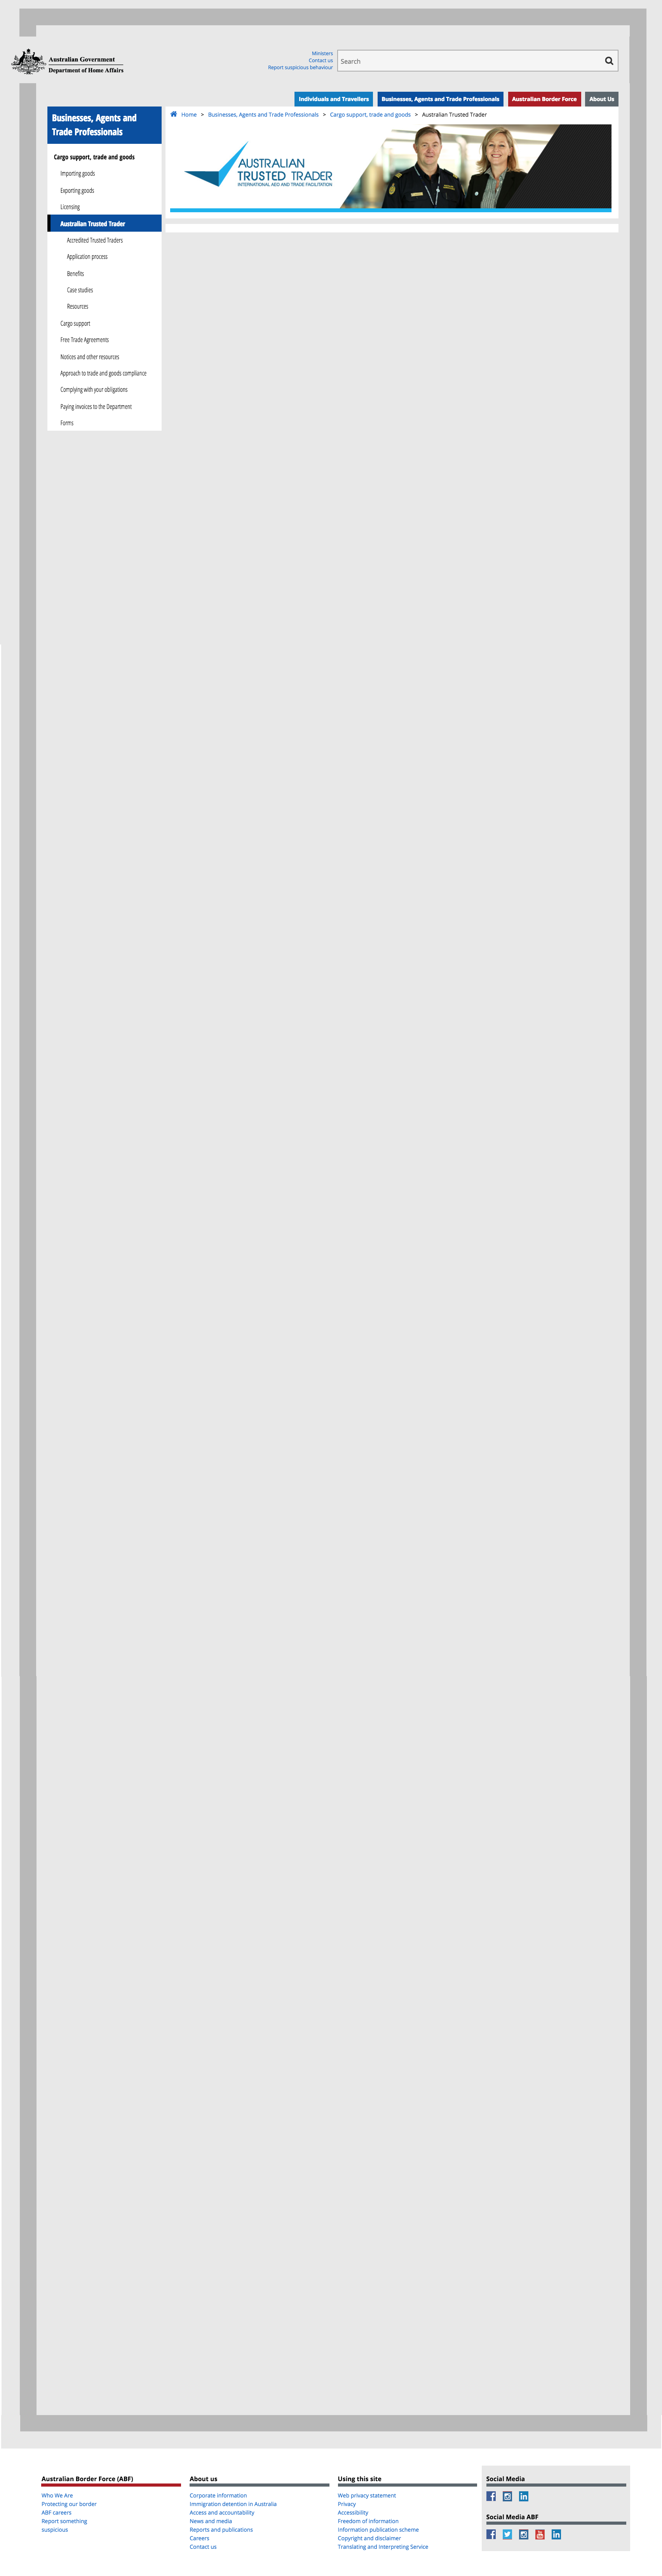 Australian Government
Department of Home Affairs
Ministers
Contact us
Report suspicious behaviour
Search
Individuals and Travellers
Businesses, Agents and Trade Professionals
Australian Border Force
About Us
Businesses, Agents and
Trade Professionals
Cargo support, trade and goods
Importing goods
Exporting goods
Licensing
Australian Trusted Trader
Accredited Trusted Traders
Application process
Benefits
Case studies
Resources
Cargo support
Free Trade Agreements
Notices and other resources
Approach to trade and goods compliance
Complying with your obligations
Paying invoices to the Department
Forms
Home > Businesses, Agents and Trade Professionals > Cargo support, trade and goods > Australian Trusted Trader
AUSTRALIAN
TRUSTED TRADER
INTERNATIONAL AEO AND TRADE FACILITATION
Australian Border Force (ABF)
Who We Are
Protecting our border
ABF careers
Report something
suspicious
About us
Corporate information
Immigration detention in Australia
Access and accountability
News and media
Reports and publications
Careers
Contact us
Using this site
Web privacy statement
Privacy
Accessibility
Freedom of information
Information publication scheme
Copyright and disclaimer
Translating and Interpreting Service
Social Media
Social Media ABF